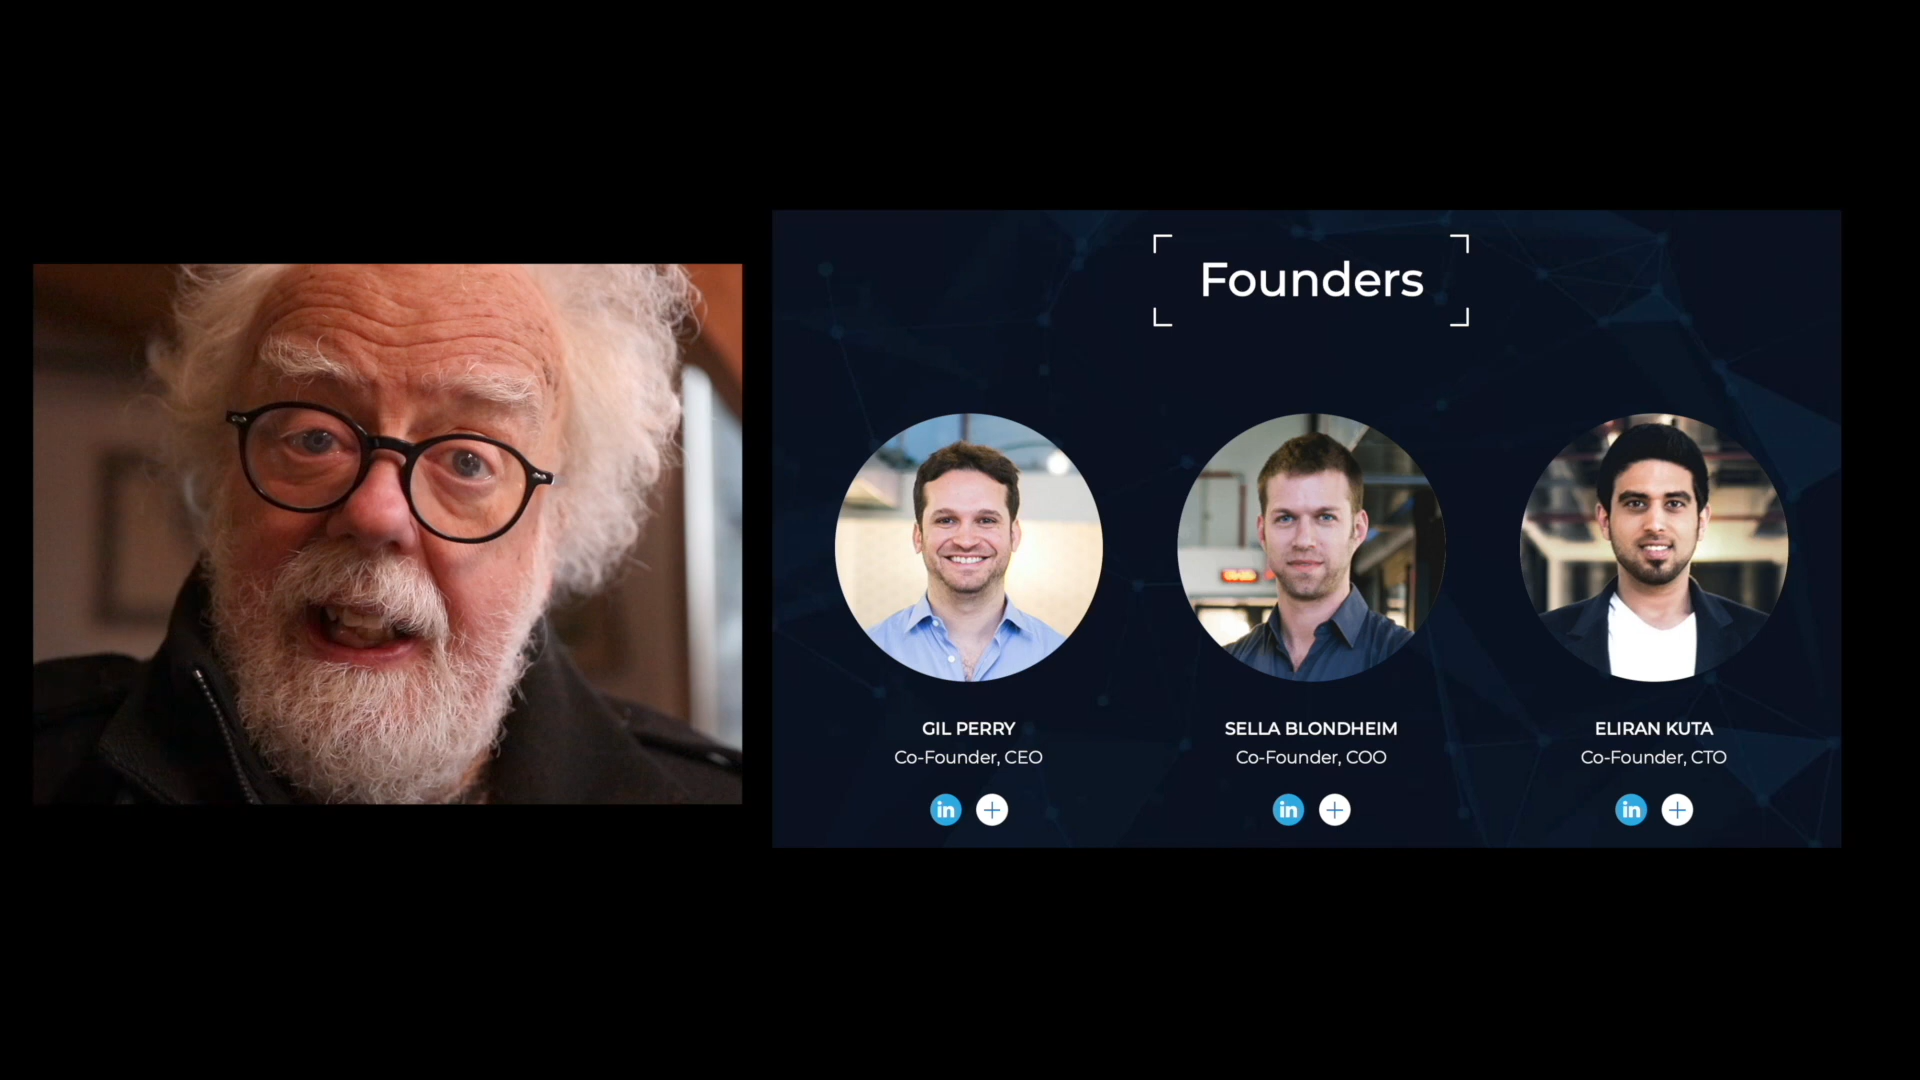 Founders
GIL PERRY
Co-Founder, CEO
in
SELLA BLONDHEIM
Co-Founder, COO
in
ELIRAN KUTA
Co-Founder, CTO
in